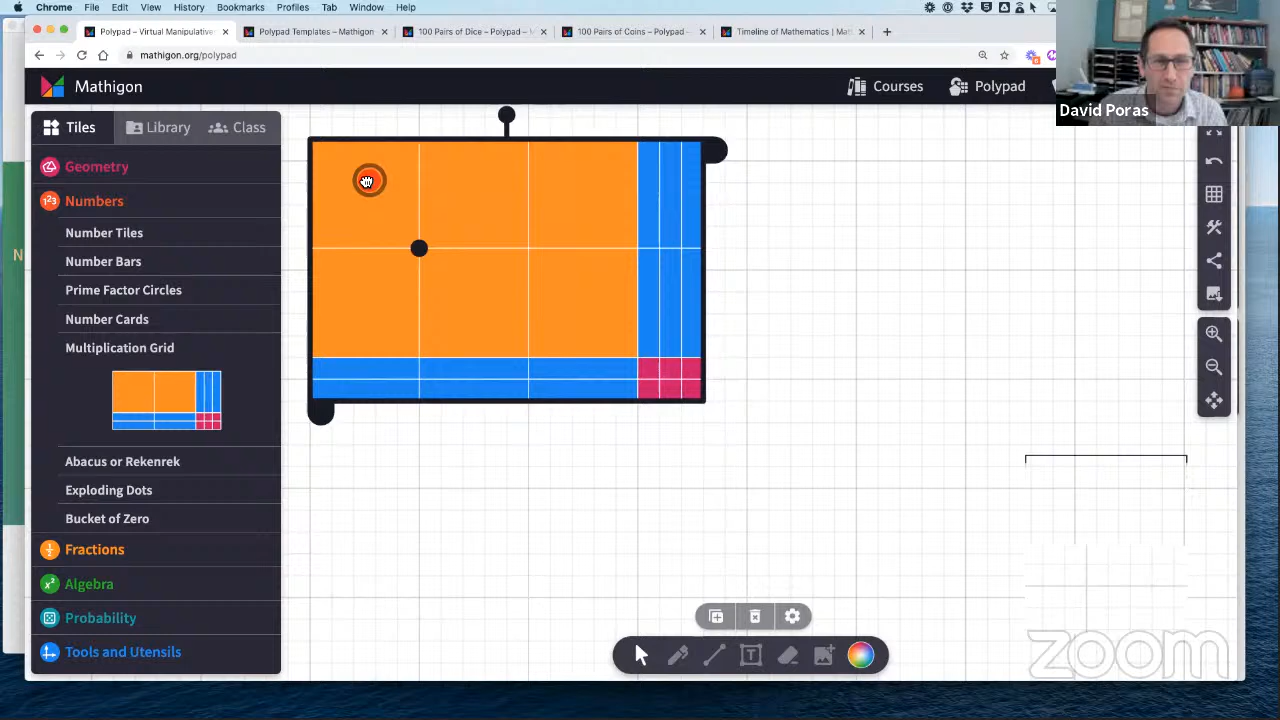 Chrome File Edit View History Bookmarks Profiles Tab Window Help
Polypad – Virtual Manipulative
Polypad Templates – Mathigon
100 Pairs of Dice – Polypad –
100 Pairs of Coins – Polypad –
Timeline of Mathematics | Mat
mathigon.org/polypad
Mathigon
Courses
Polypad
David Poras
Tiles
Library
Class
Geometry
Numbers
Number Tiles
Number Bars
Prime Factor Circles
Number Cards
Multiplication Grid
Abacus or Rekenrek
Exploding Dots
Bucket of Zero
Fractions
Algebra
Probability
Tools and Utensils
zoom